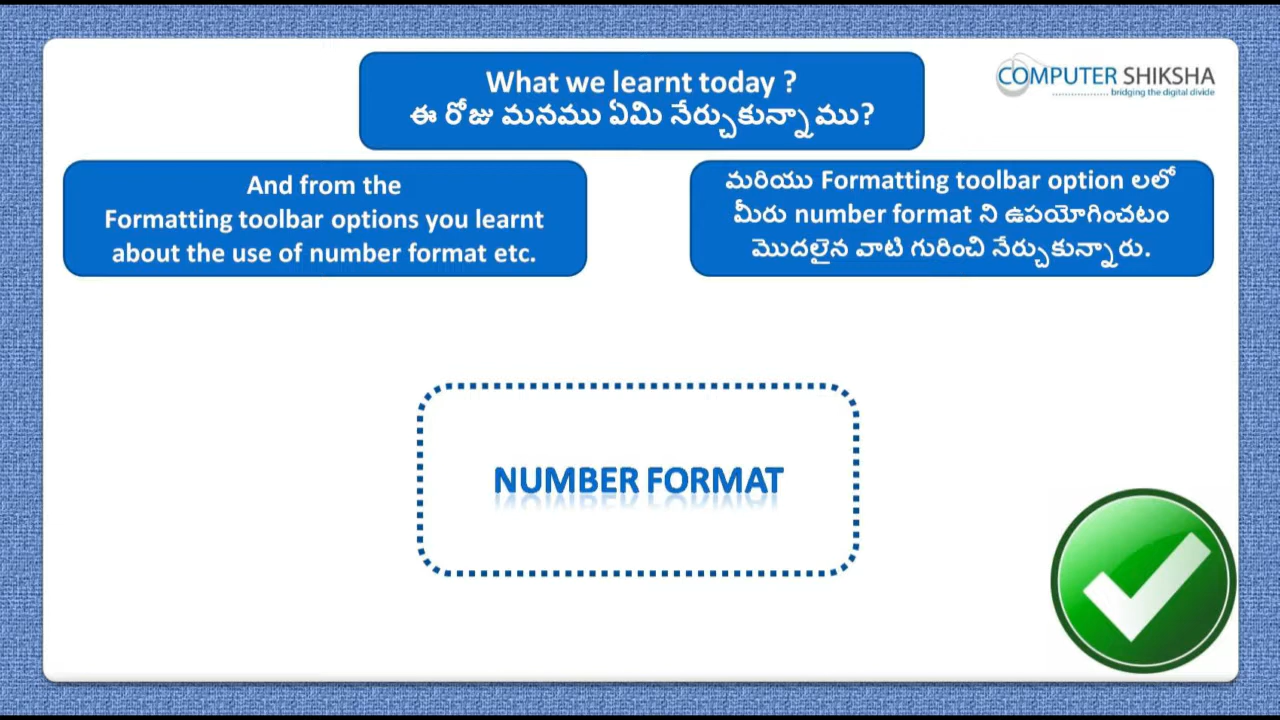 What we learnt today ?
ఈ రోజు మనము ఏమి నేర్చుకున్నాము?
COMPUTER SHIKSHA
bridging the digital divide
And from the
Formatting toolbar options you learnt
about the use of number format etc.
మరియు Formatting toolbar option లలో
మీరు number format ని ఉపయోగించటం
మొదలైన వాటి గురించి నేర్చుకున్నారు.
NUMBER FORMAT